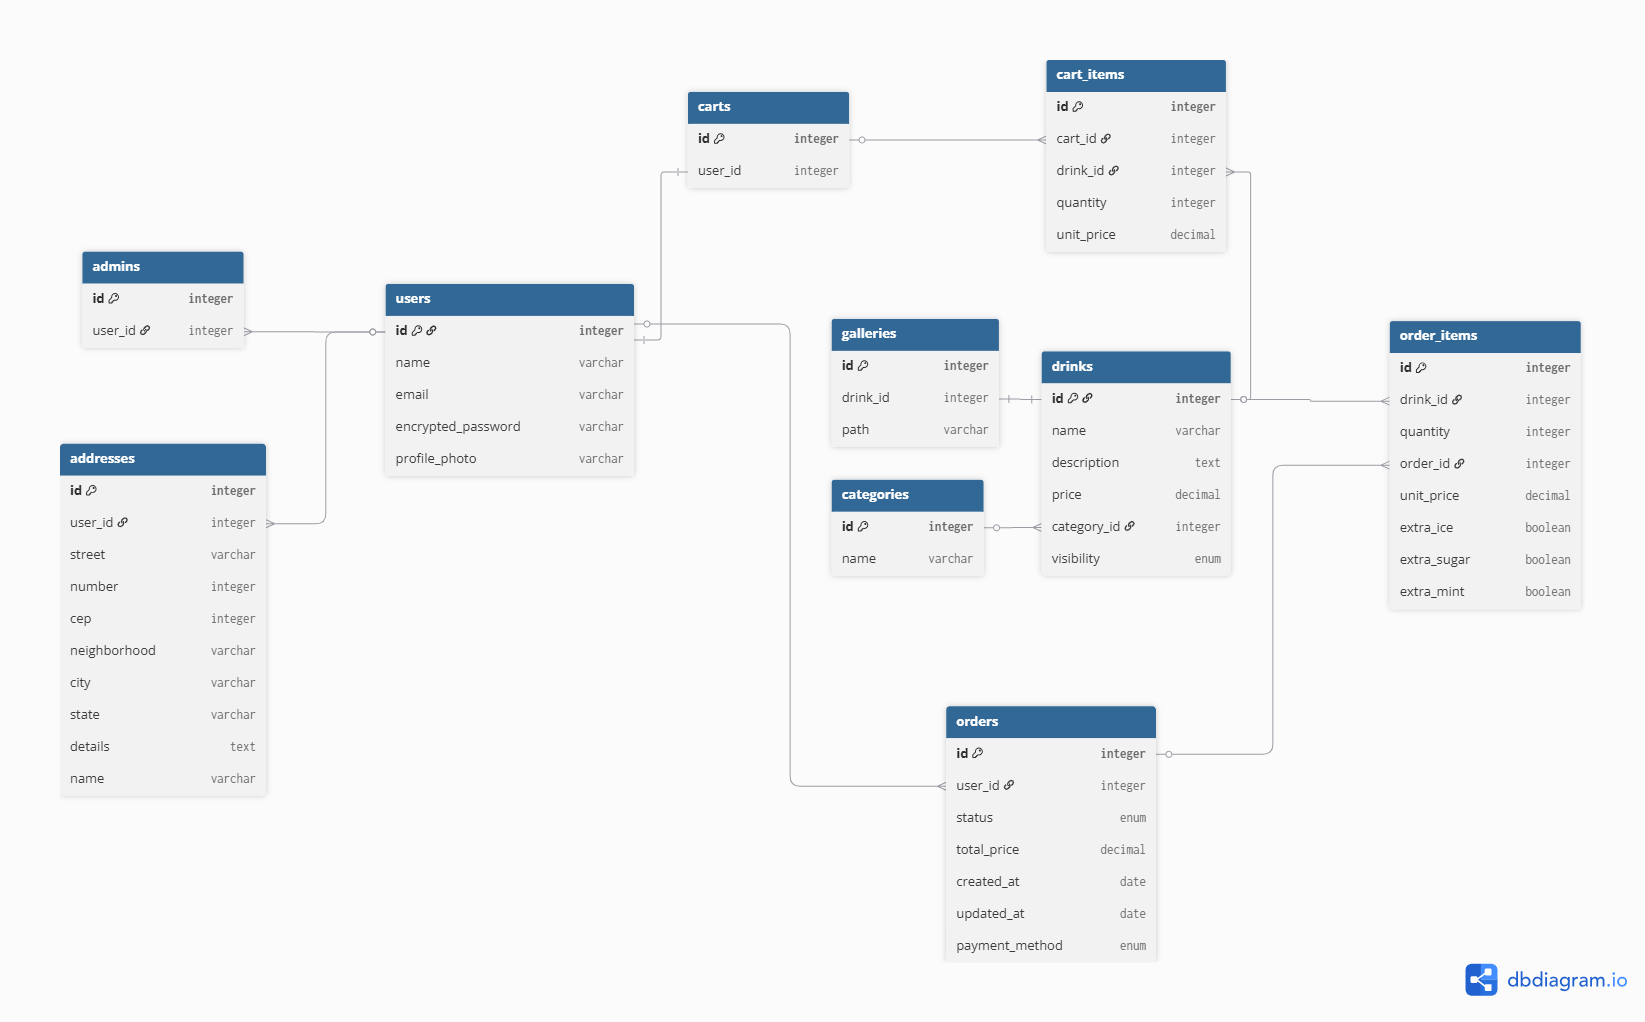 carts
id integer
user_id integer
cart_items
id integer
cart_id integer
drink_id integer
quantity integer
unit_price decimal
admins
id integer
user_id integer
users
id integer
name varchar
email varchar
encrypted_password varchar
profile_photo varchar
galleries
id integer
drink_id integer
path varchar
drinks
id integer
name varchar
description text
price decimal
category_id integer
visibility enum
order_items
id integer
drink_id integer
quantity integer
order_id integer
unit_price decimal
extra_ice boolean
extra_sugar boolean
extra_mint boolean
addresses
id integer
user_id integer
street varchar
number integer
cep integer
neighborhood varchar
city varchar
state varchar
details text
name varchar
categories
id integer
name varchar
orders
id integer
user_id integer
status enum
total_price decimal
created_at date
updated_at date
payment_method enum
dbdiagram.io